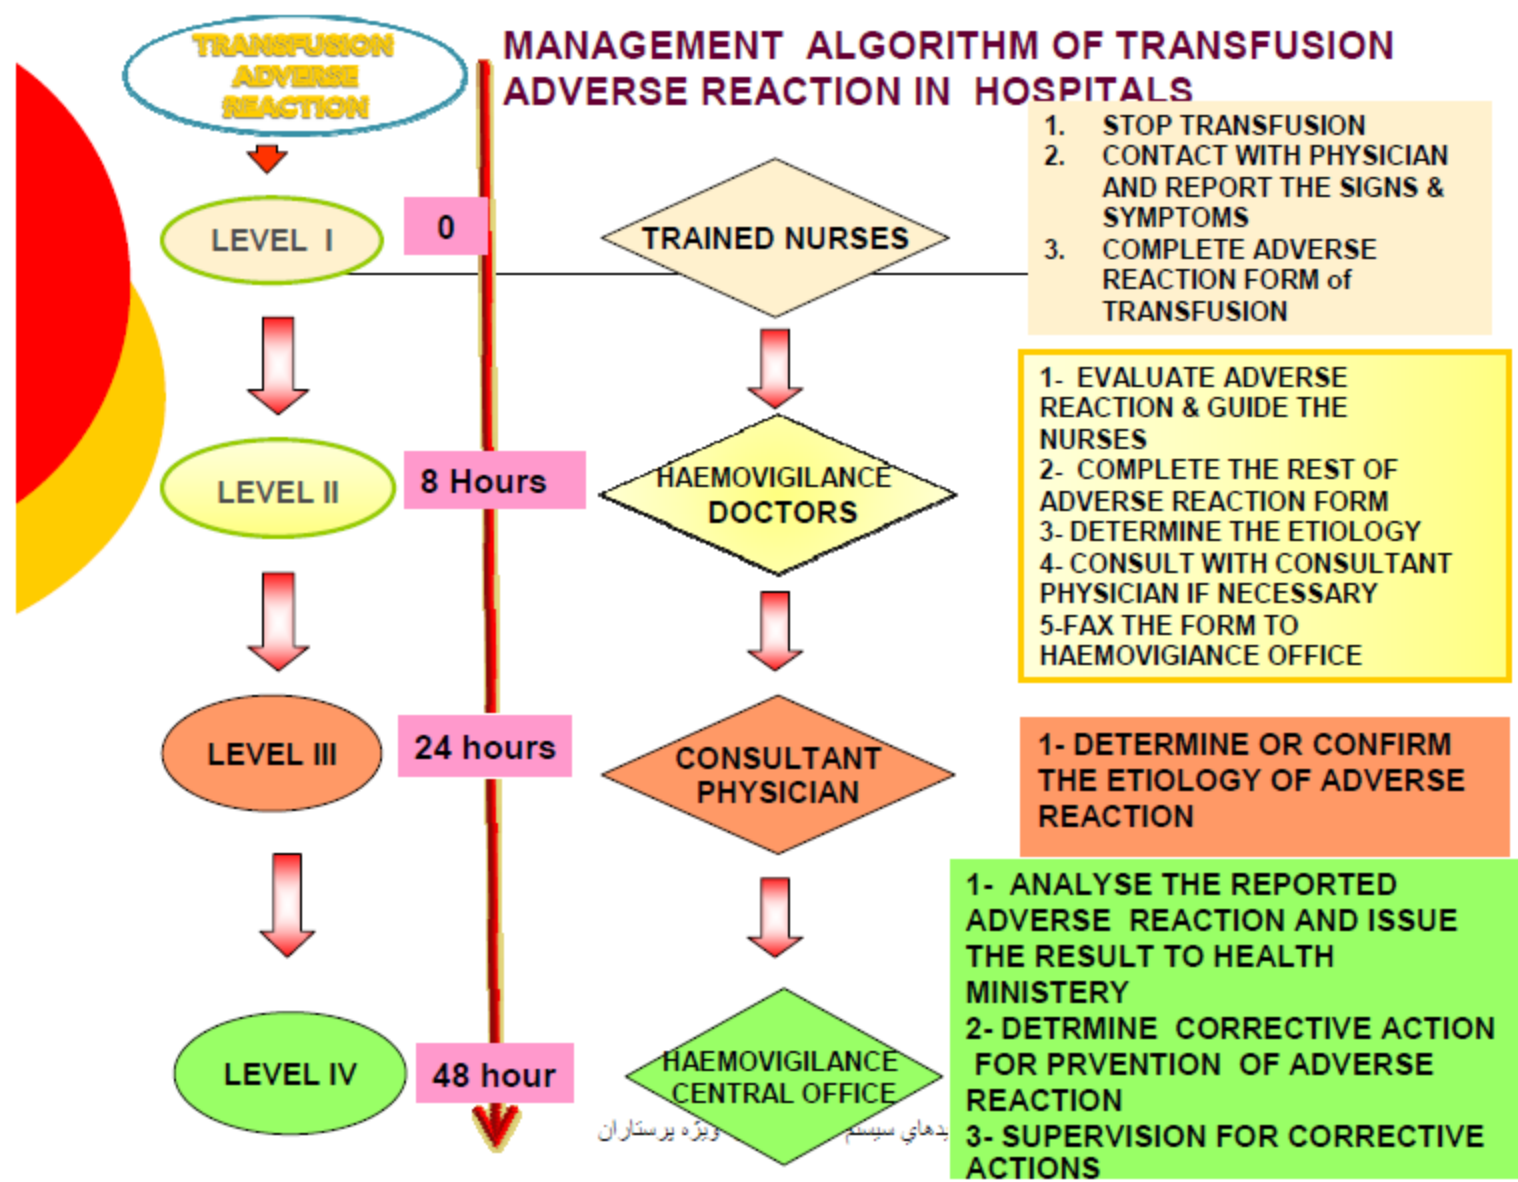 TRANSFUSION
ADVERSE
REACTION
MANAGEMENT ALGORITHM OF TRANSFUSION
ADVERSE REACTION IN HOSPITALS
LEVEL I
0
TRAINED NURSES
1. STOP TRANSFUSION
2. CONTACT WITH PHYSICIAN
AND REPORT THE SIGNS &
SYMPTOMS
3. COMPLETE ADVERSE
REACTION FORM of
TRANSFUSION
LEVEL II
8 Hours
HAEMOVIGILANCE
DOCTORS
1- EVALUATE ADVERSE
REACTION & GUIDE THE
NURSES
2- COMPLETE THE REST OF
ADVERSE REACTION FORM
3- DETERMINE THE ETIOLOGY
4- CONSULT WITH CONSULTANT
PHYSICIAN IF NECESSARY
5-FAX THE FORM TO
HAEMOVIGIANCE OFFICE
LEVEL III
24 hours
CONSULTANT
PHYSICIAN
1- DETERMINE OR CONFIRM
THE ETIOLOGY OF ADVERSE
REACTION
LEVEL IV
48 hour
HAEMOVIGILANCE
CENTRAL OFFICE
1- ANALYSE THE REPORTED
ADVERSE REACTION AND ISSUE
THE RESULT TO HEALTH
MINISTERY
2- DETRMINE CORRECTIVE ACTION
FOR PRVENTION OF ADVERSE
REACTION
3- SUPERVISION FOR CORRECTIVE
ACTIONS
سيستم ويژه پرستاران